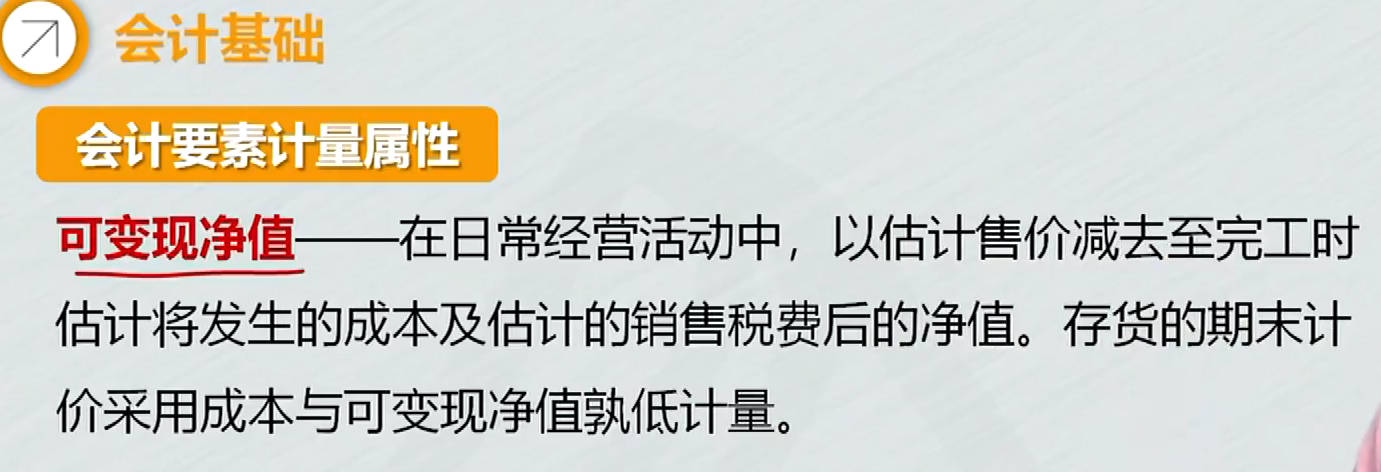 会计基础
会计要素计量属性
可变现净值——在日常经营活动中，以估计售价减去至完工时
估计将发生的成本及估计的销售税费后的净值。存货的期末计
价采用成本与可变现净值孰低计量。